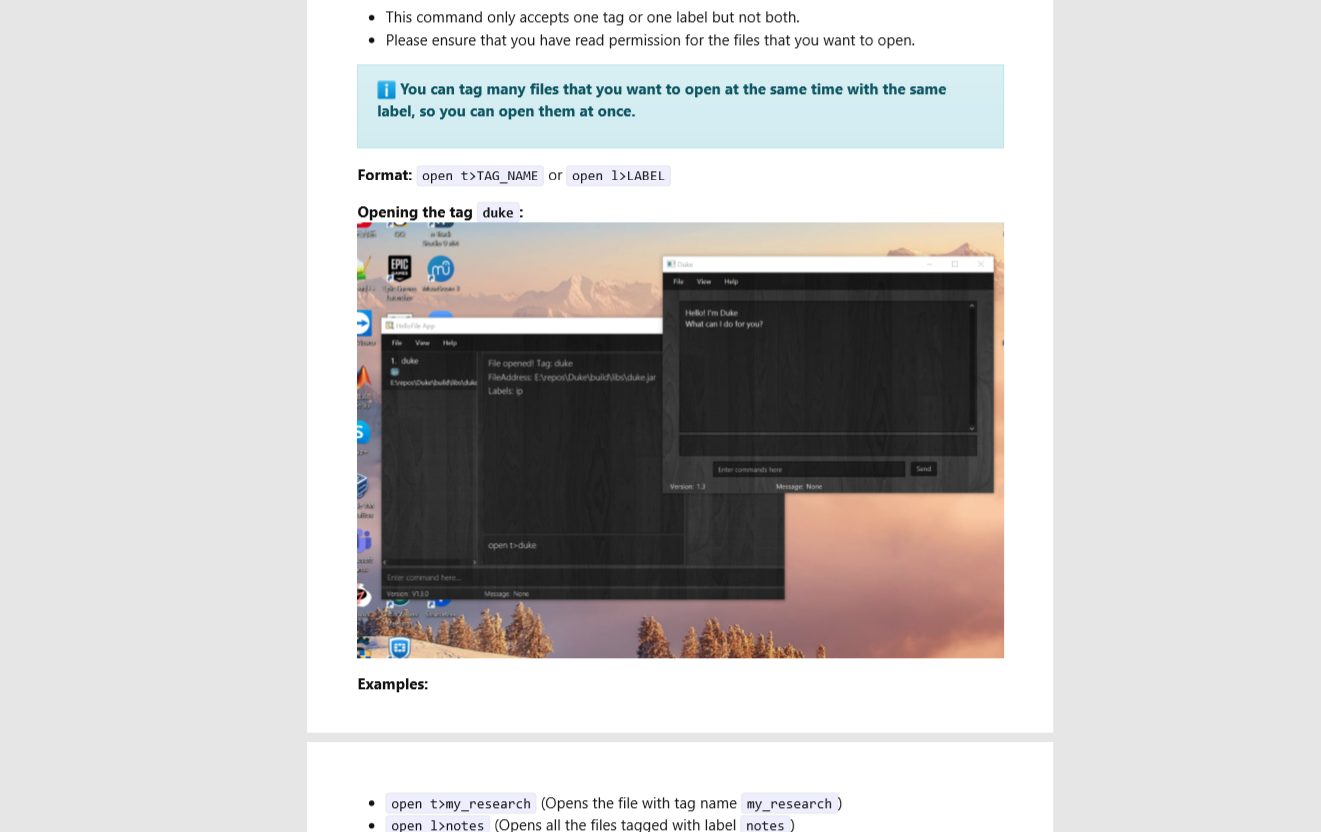 This command only accepts one tag or one label but not both.
Please ensure that you have read permission for the files that you want to open.
You can tag many files that you want to open at the same time with the same
label, so you can open them at once.
Format: open t>TAG_NAME or open l>LABEL
Opening the tag duke :
EPIC
GAMES
Duke
File View Help
Hello! I'm Duke
What can I do for you?
Enter commands here
Send
Version: 1.3
Message: None
HelloFile App
File View Help
1. duke
E:\repos\Duke\build\libs\duke
File opened! Tag: duke
FileAddress: E:\repos\Duke\build\libs\duke.jar
Labels: ip
open t>duke
Enter command here...
Version: V1.3.0
Message: None
Examples:
open t>my_research (Opens the file with tag name my_research )
open l>notes (Opens all the files tagged with label notes )